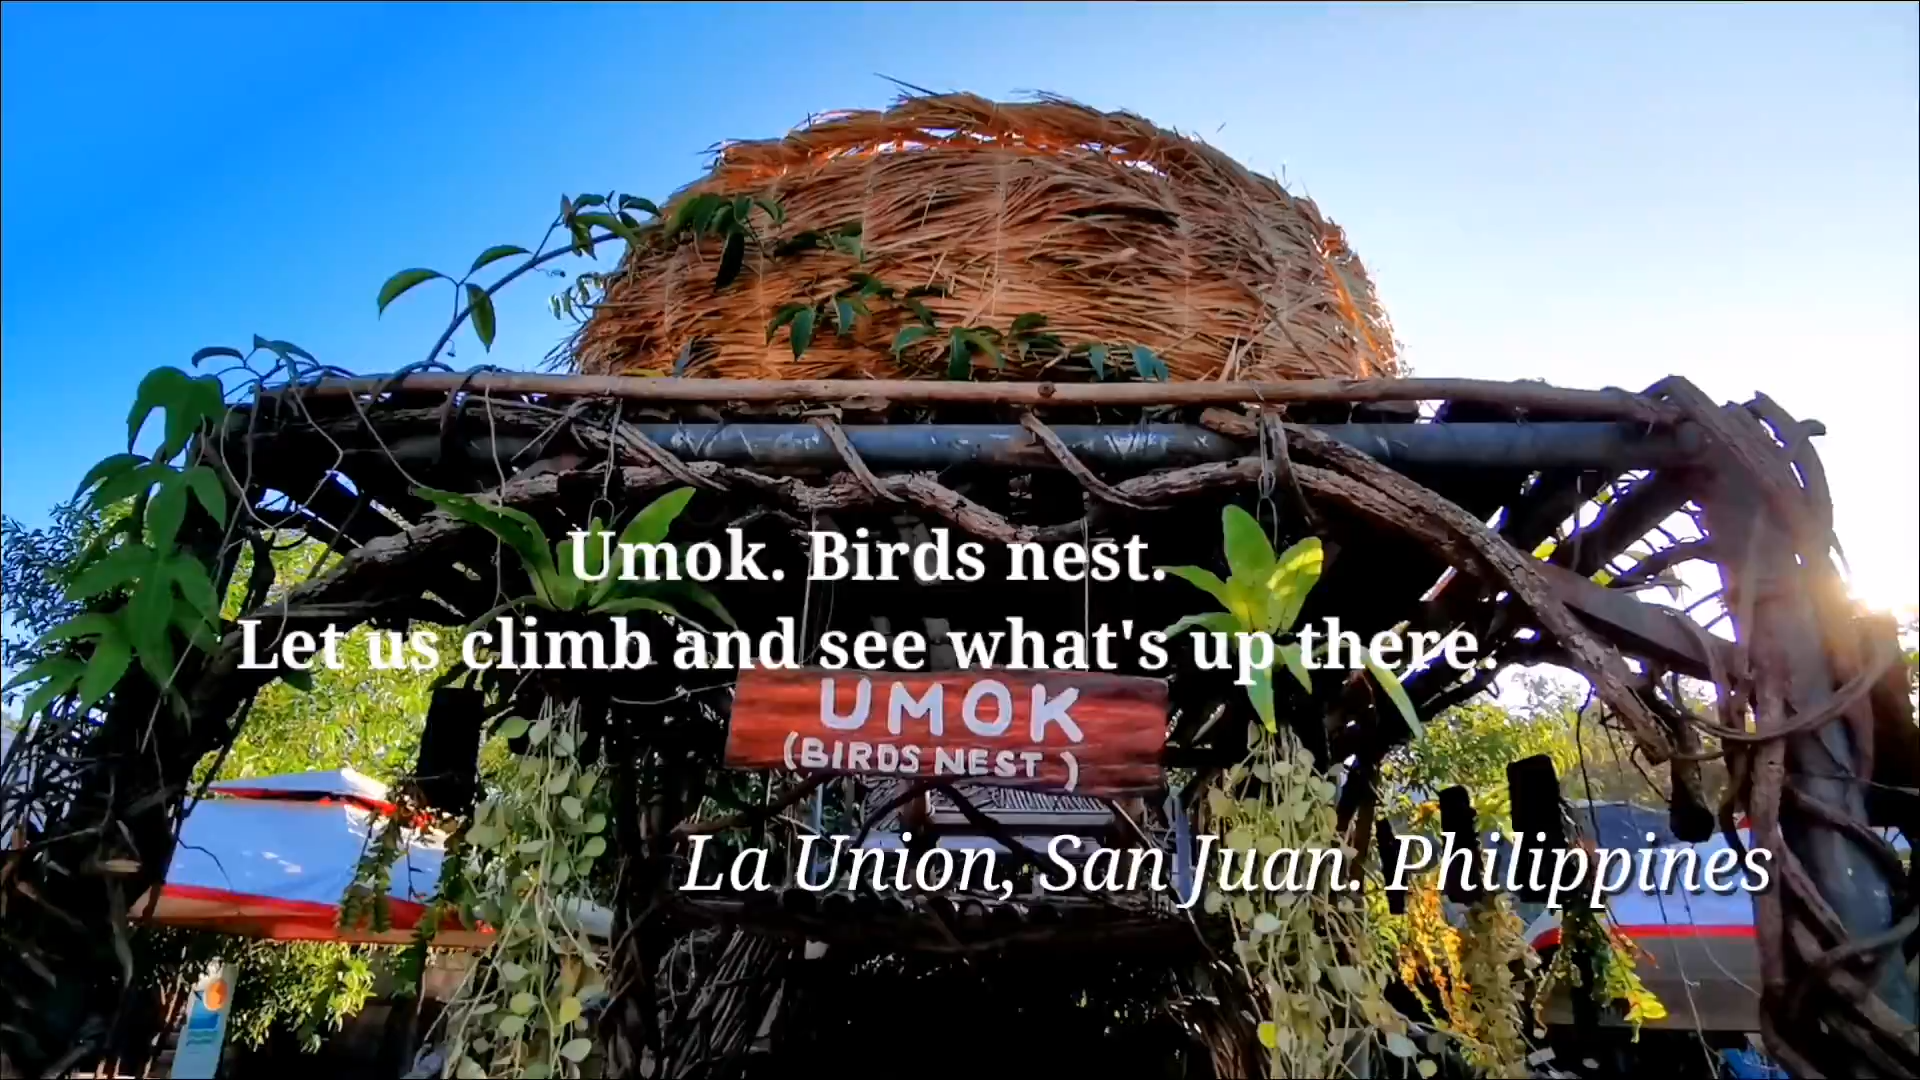 Umok. Birds nest.
Let us climb and see what's up there.
UMOK
(BIRDS NEST)
La Union, San Juan. Philippines